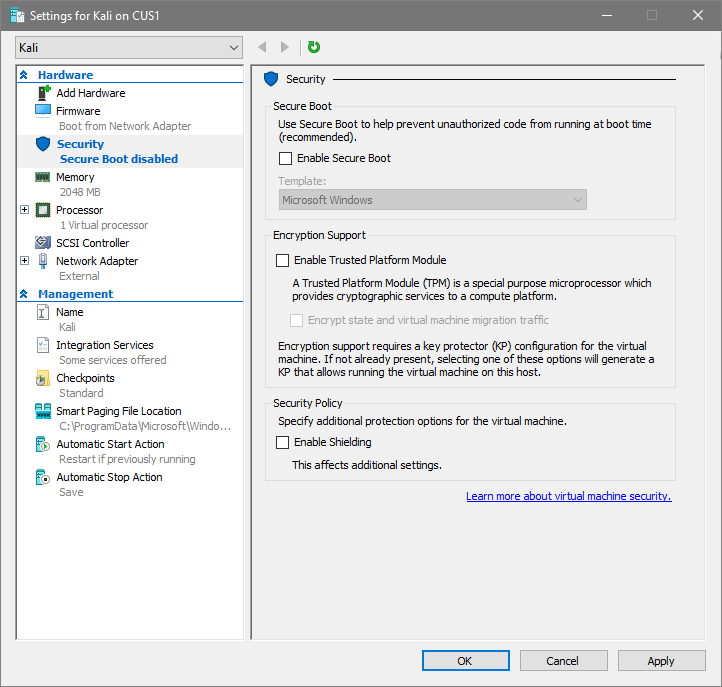 Settings for Kali on CUS1
Kali
Hardware
Add Hardware
Firmware
Boot from Network Adapter
Security
Secure Boot disabled
Memory
2048 MB
Processor
1 Virtual processor
SCSI Controller
Network Adapter
External
Management
Name
Kali
Integration Services
Some services offered
Checkpoints
Standard
Smart Paging File Location
C:\ProgramData\Microsoft\Windo...
Automatic Start Action
Restart if previously running
Automatic Stop Action
Save
Security
Secure Boot
Use Secure Boot to help prevent unauthorized code from running at boot time
(recommended).
Enable Secure Boot
Template:
Microsoft Windows
Encryption Support
Enable Trusted Platform Module
A Trusted Platform Module (TPM) is a special purpose microprocessor which
provides cryptographic services to a compute platform.
Encrypt state and virtual machine migration traffic
Encryption support requires a key protector (KP) configuration for the virtual
machine. If not already present, selecting one of these options will generate a
KP that allows running the virtual machine on this host.
Security Policy
Specify additional protection options for the virtual machine.
Enable Shielding
This affects additional settings.
Learn more about virtual machine security.
OK
Cancel
Apply